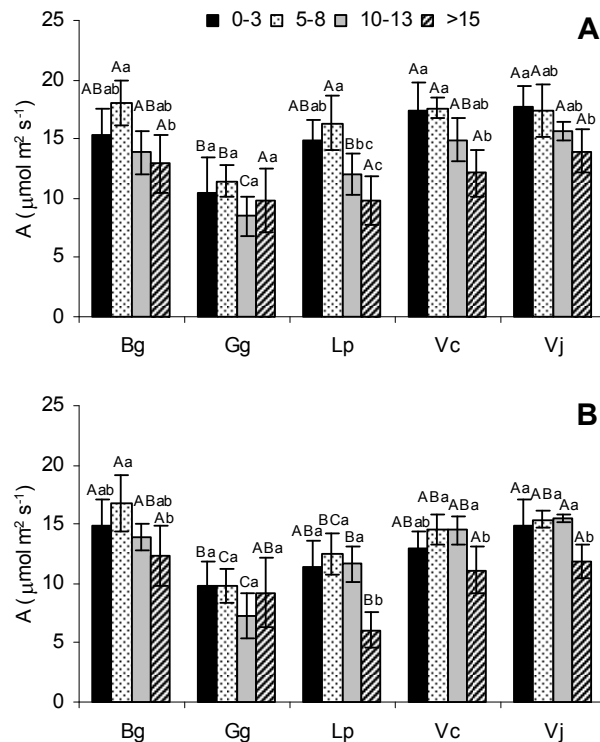 25
0-3 5-8 10-13 >15
A
20
15
10
5
0
A ( μmol m² s⁻¹)
ABab Aa ABab Ab
Ba Ba Ca Aa
ABab Aa Bbc Ac
Aa Aa ABab Ab
Aa Aab Aab Ab
Bg Gg Lp Vc Vj
25
B
20
15
10
5
0
A ( μmol m² s⁻¹)
Aab Aa ABab Ab
Ba Ca Ca ABa
ABa BCa Ba Bb
ABab ABa ABa Ab
Aa ABa Aa Ab
Bg Gg Lp Vc Vj